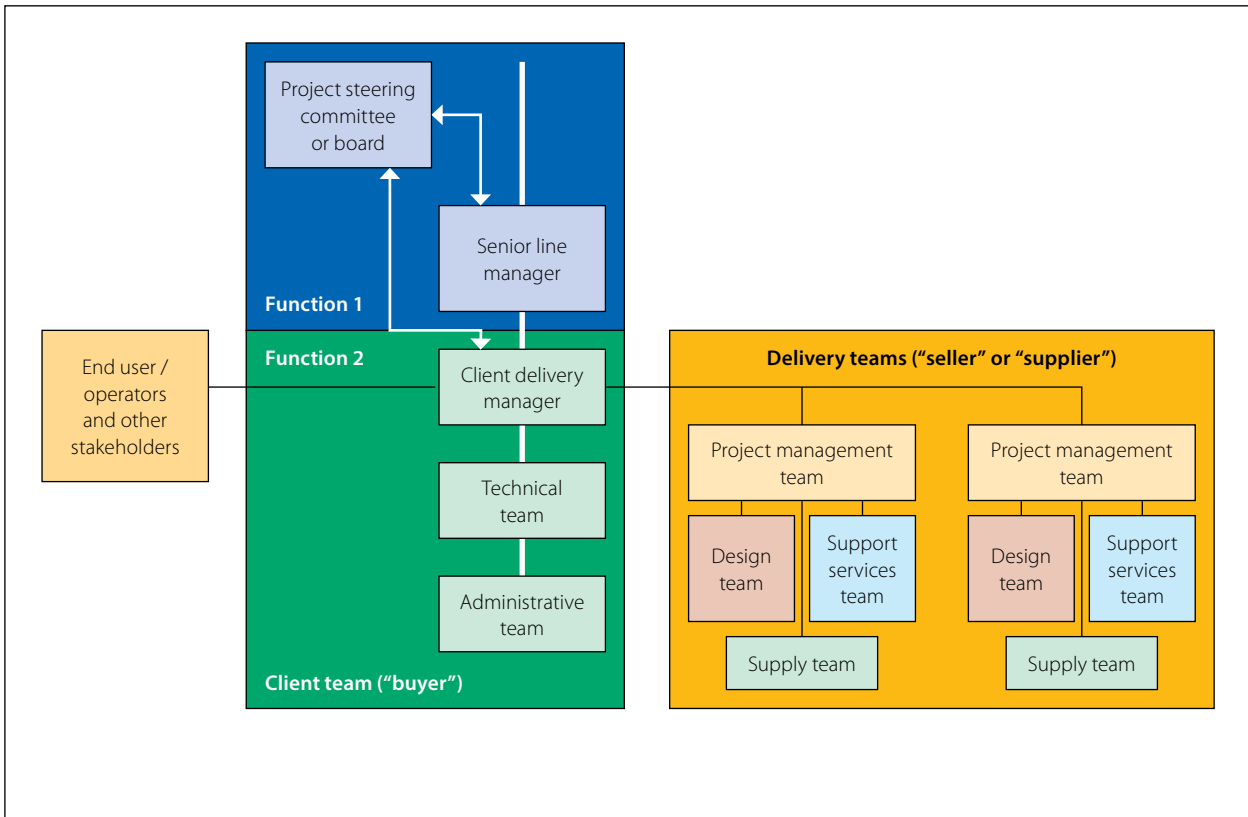 Project steering
committee
or board
Senior line
manager
Function 1
End user /
operators
and other
stakeholders
Function 2
Client delivery
manager
Technical
team
Administrative
team
Client team (“buyer”)
Delivery teams (“seller” or “supplier”)
Project management
team
Design
team
Support
services
team
Supply team
Project management
team
Design
team
Support
services
team
Supply team